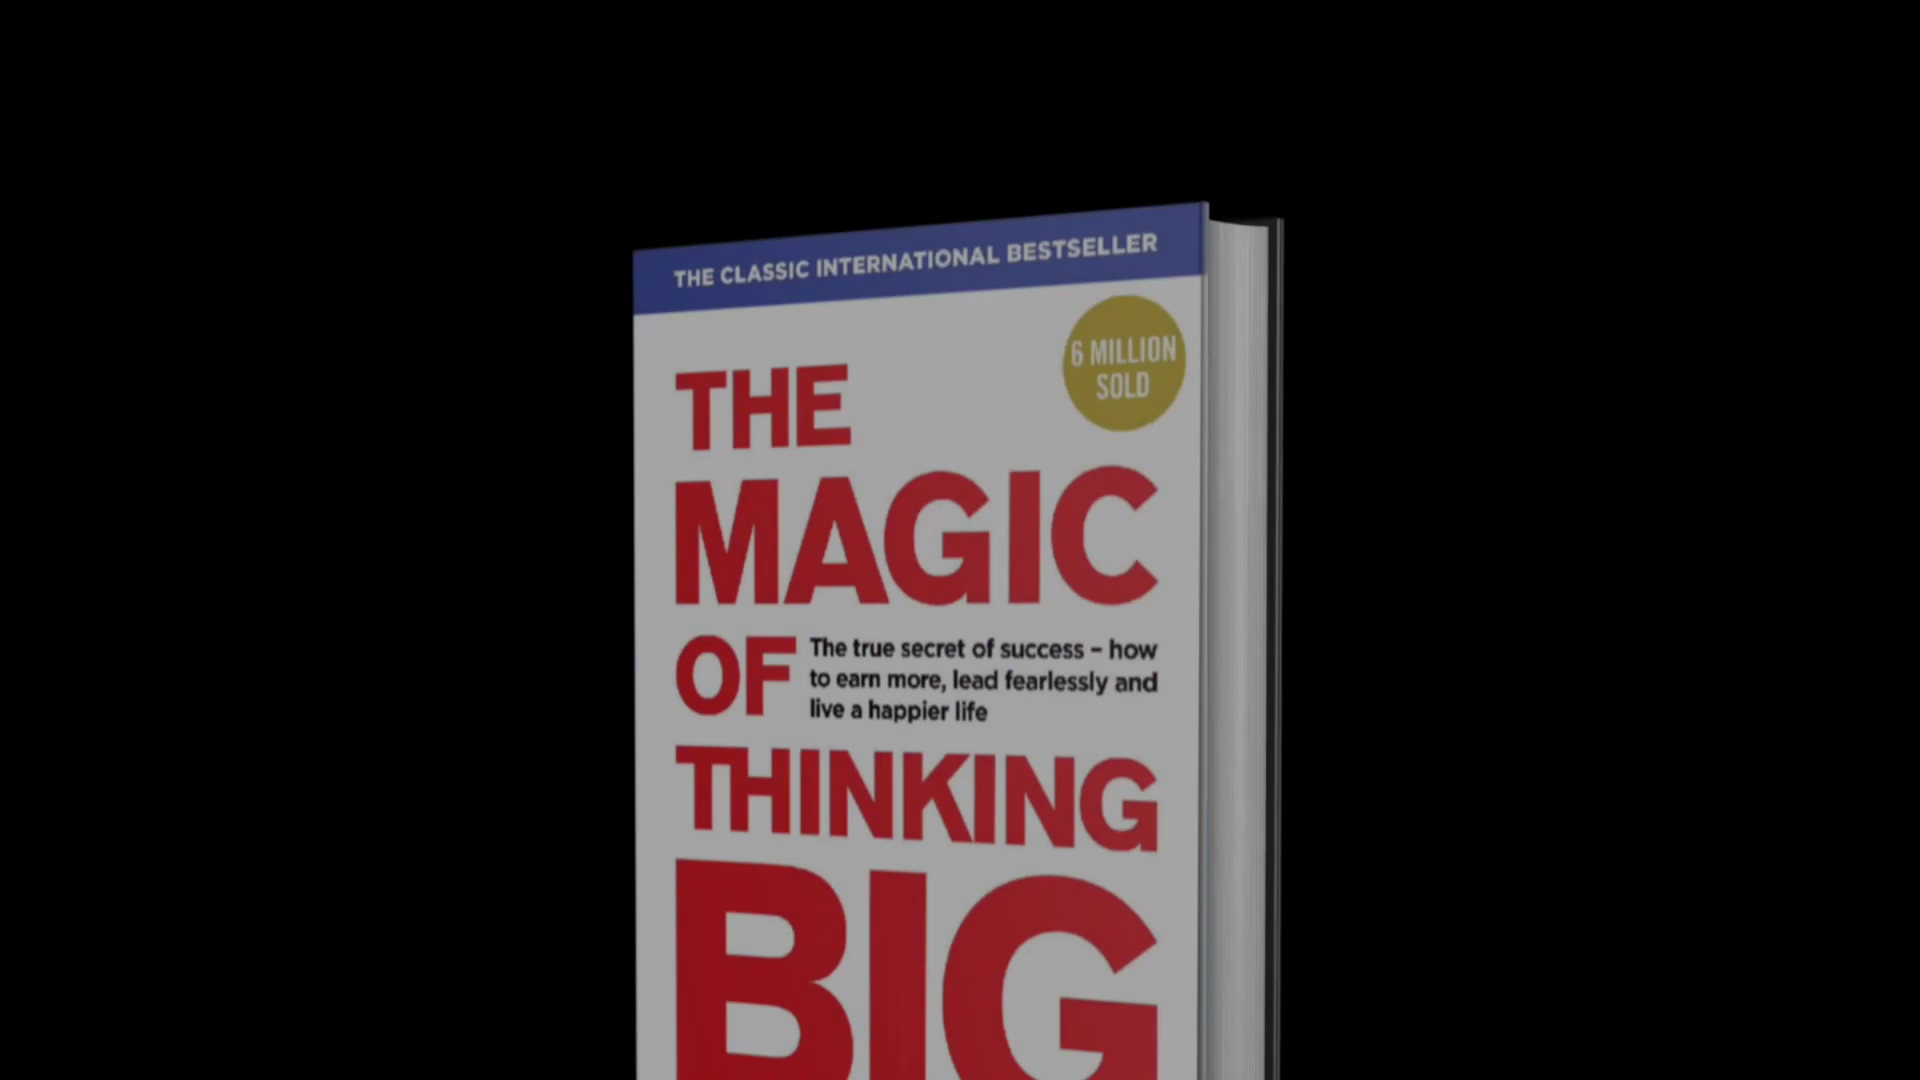 THE CLASSIC INTERNATIONAL BESTSELLER
6 MILLION
SOLD
THE
MAGIC
OF
The true secret of success – how
to earn more, lead fearlessly and
live a happier life
THINKING
BIG